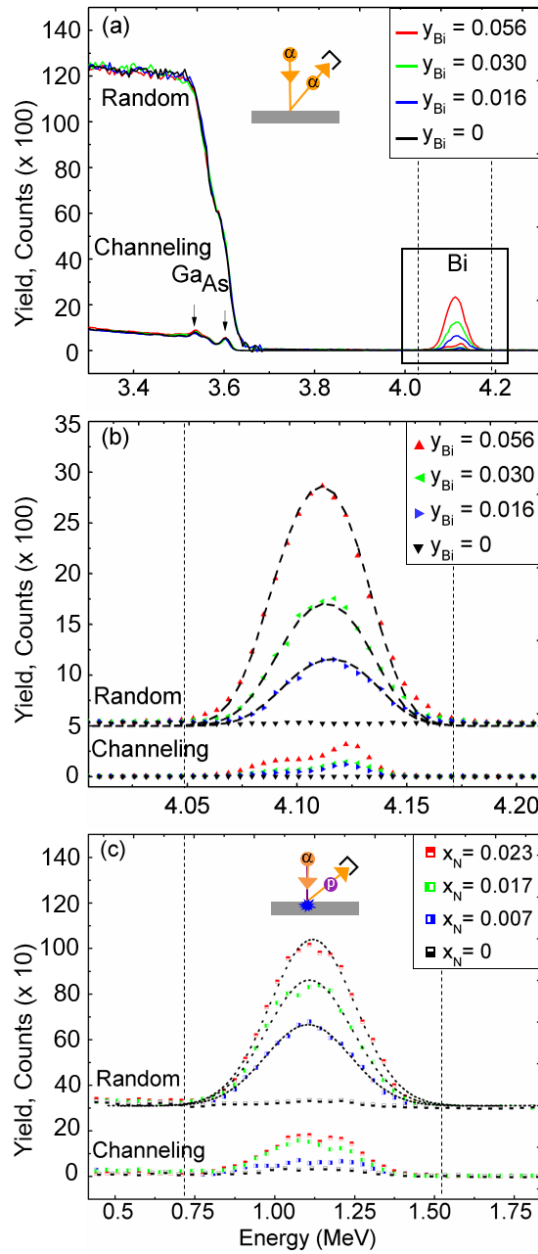 (a)
Yield, Counts (x 100)
140
120
100
80
60
40
20
0
Random
Channeling
Ga
As
α
α
y_Bi = 0.056
y_Bi = 0.030
y_Bi = 0.016
y_Bi = 0
Bi
3.4 3.6 3.8 4.0 4.2
(b)
Yield, Counts (x 100)
35
30
25
20
15
10
5
0
Random
Channeling
y_Bi = 0.056
y_Bi = 0.030
y_Bi = 0.016
y_Bi = 0
4.05 4.10 4.15 4.20
(c)
Yield, Counts (x 10)
140
120
100
80
60
40
20
0
Random
Channeling
α
p
x_N = 0.023
x_N = 0.017
x_N = 0.007
x_N = 0
0.5 0.75 1.00 1.25 1.50 1.75
Energy (MeV)